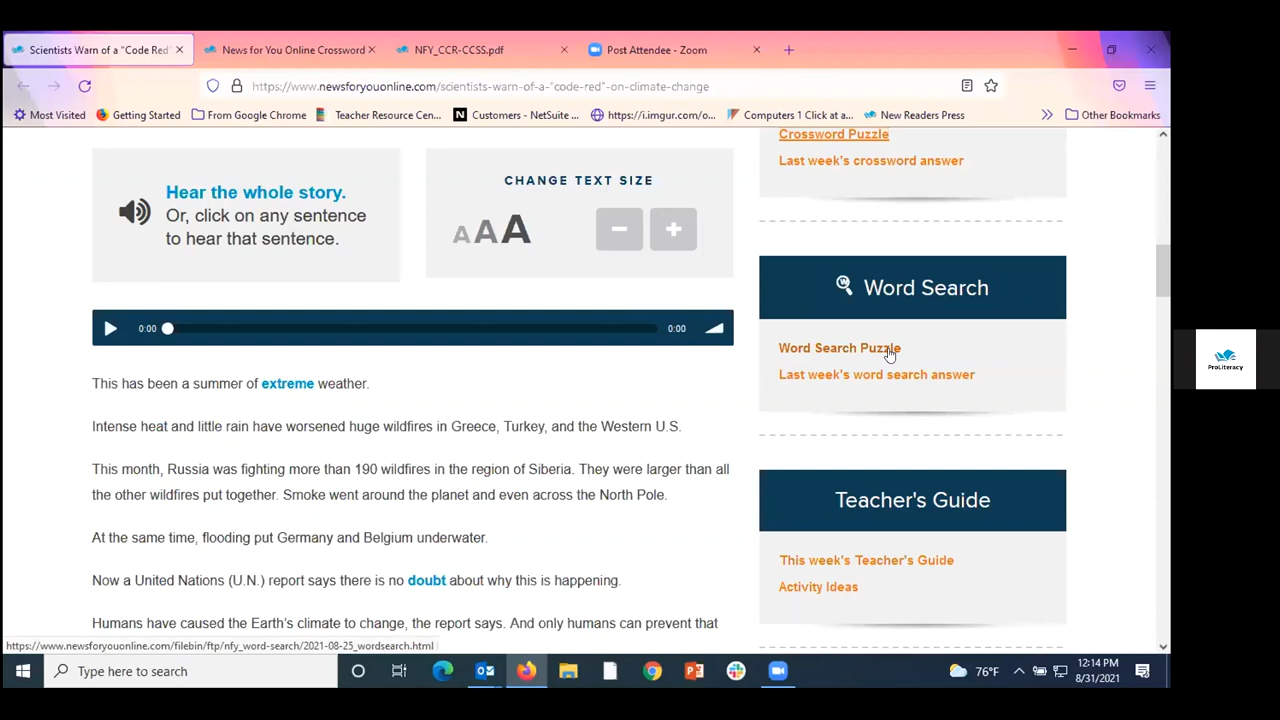 Scientists Warn of a "Code Red"
News for You Online Crossword
NFY_CCR-CCSS.pdf
Post Attendee - Zoom
https://www.newsforyouonline.com/scientists-warn-of-a-"code-red"-on-climate-change
Most Visited
Getting Started
From Google Chrome
Teacher Resource Cen...
Customers - NetSuite ...
https://i.imgur.com/o...
Computers 1 Click at a...
New Readers Press
Other Bookmarks
Hear the whole story.
Or, click on any sentence
to hear that sentence.
CHANGE TEXT SIZE
A A A
− +
0:00 0:00
This has been a summer of extreme weather.
Intense heat and little rain have worsened huge wildfires in Greece, Turkey, and the Western U.S.
This month, Russia was fighting more than 190 wildfires in the region of Siberia. They were larger than all
the other wildfires put together. Smoke went around the planet and even across the North Pole.
At the same time, flooding put Germany and Belgium underwater.
Now a United Nations (U.N.) report says there is no doubt about why this is happening.
Humans have caused the Earth's climate to change, the report says. And only humans can prevent that
Crossword Puzzle
Last week's crossword answer
Word Search
Word Search Puzzle
Last week's word search answer
Teacher's Guide
This week's Teacher's Guide
Activity Ideas
https://www.newsforyouonline.com/filebin/ftp/nfy_word-search/2021-08-25_wordsearch.html
Type here to search
76°F
12:14 PM
8/31/2021
ProLiteracy